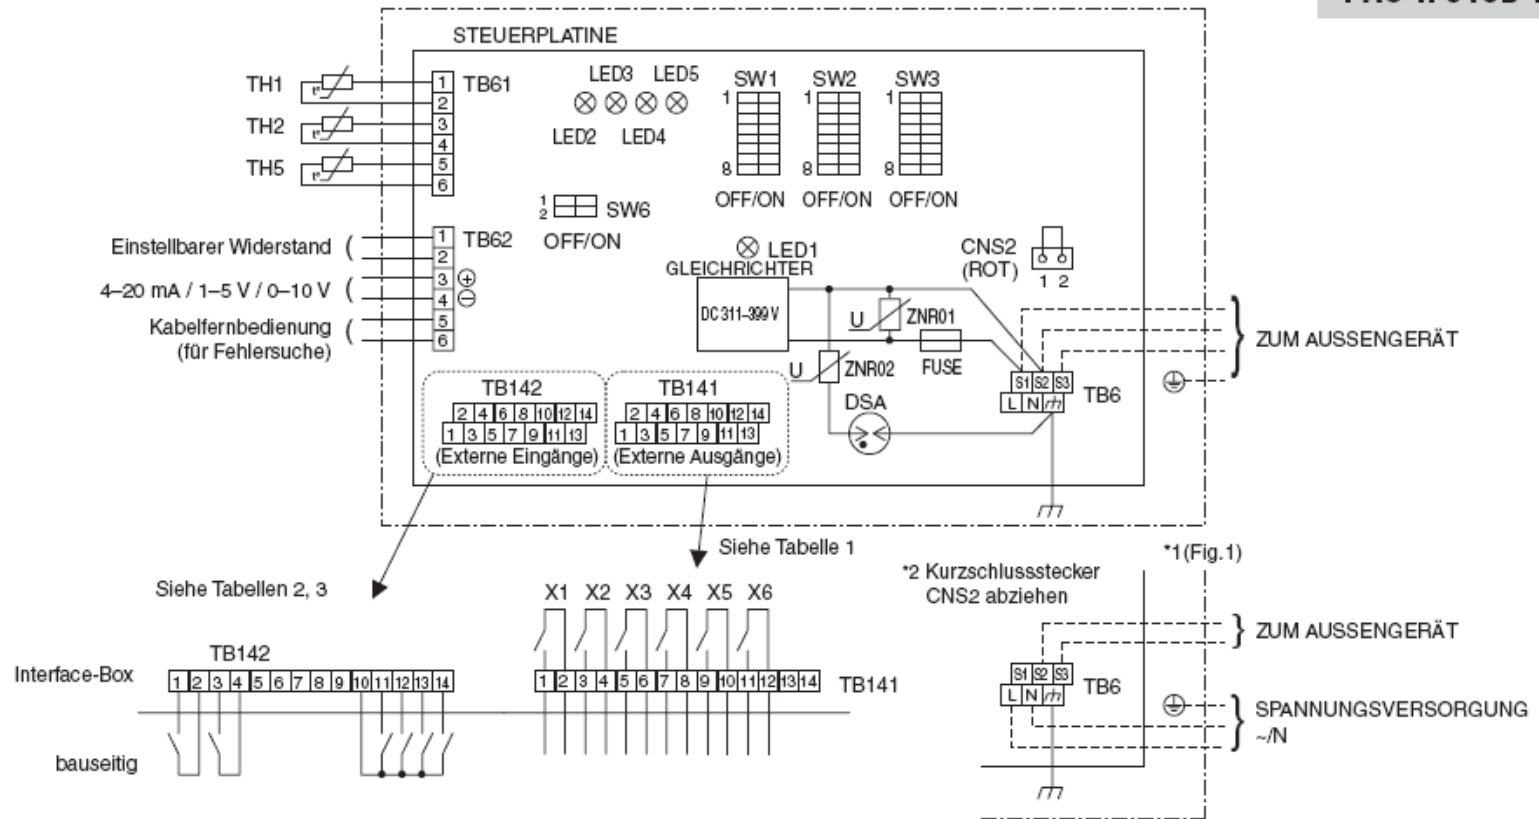 STEUERPLATINE
TH1
TH2
TH5
1
2
3
4
5
6
TB61
LED3 LED5
LED2 LED4
SW1 SW2 SW3
1 1 1
8 8 8
OFF/ON OFF/ON OFF/ON
1
2
SW6
OFF/ON
Einstellbarer Widerstand (
4–20 mA / 1–5 V / 0–10 V (
Kabelfernbedienung (
(für Fehlersuche)
1
2
3 ⊕
4 ⊖
5
6
TB62
LED1
GLEICHRICHTER
DC 311–399 V
CNS2
(ROT)
1 2
U ZNR01
U ZNR02
FUSE
DSA
S1 S2 S3
L N
TB6
} ZUM AUSSENGERÄT
TB142
2 4 6 8 10 12 14
1 3 5 7 9 11 13
(Externe Eingänge)
TB141
2 4 6 8 10 12 14
1 3 5 7 9 11 13
(Externe Ausgänge)
Siehe Tabelle 1
Siehe Tabellen 2, 3
*1(Fig.1)
*2 Kurzschlussstecker
CNS2 abziehen
X1 X2 X3 X4 X5 X6
TB142
Interface-Box
1 2 3 4 5 6 7 8 9 10 11 12 13 14
1 2 3 4 5 6 7 8 9 10 11 12 13 14
TB141
bauseitig
S1 S2 S3
L N
TB6
} ZUM AUSSENGERÄT
} SPANNUNGSVERSORGUNG
~/N